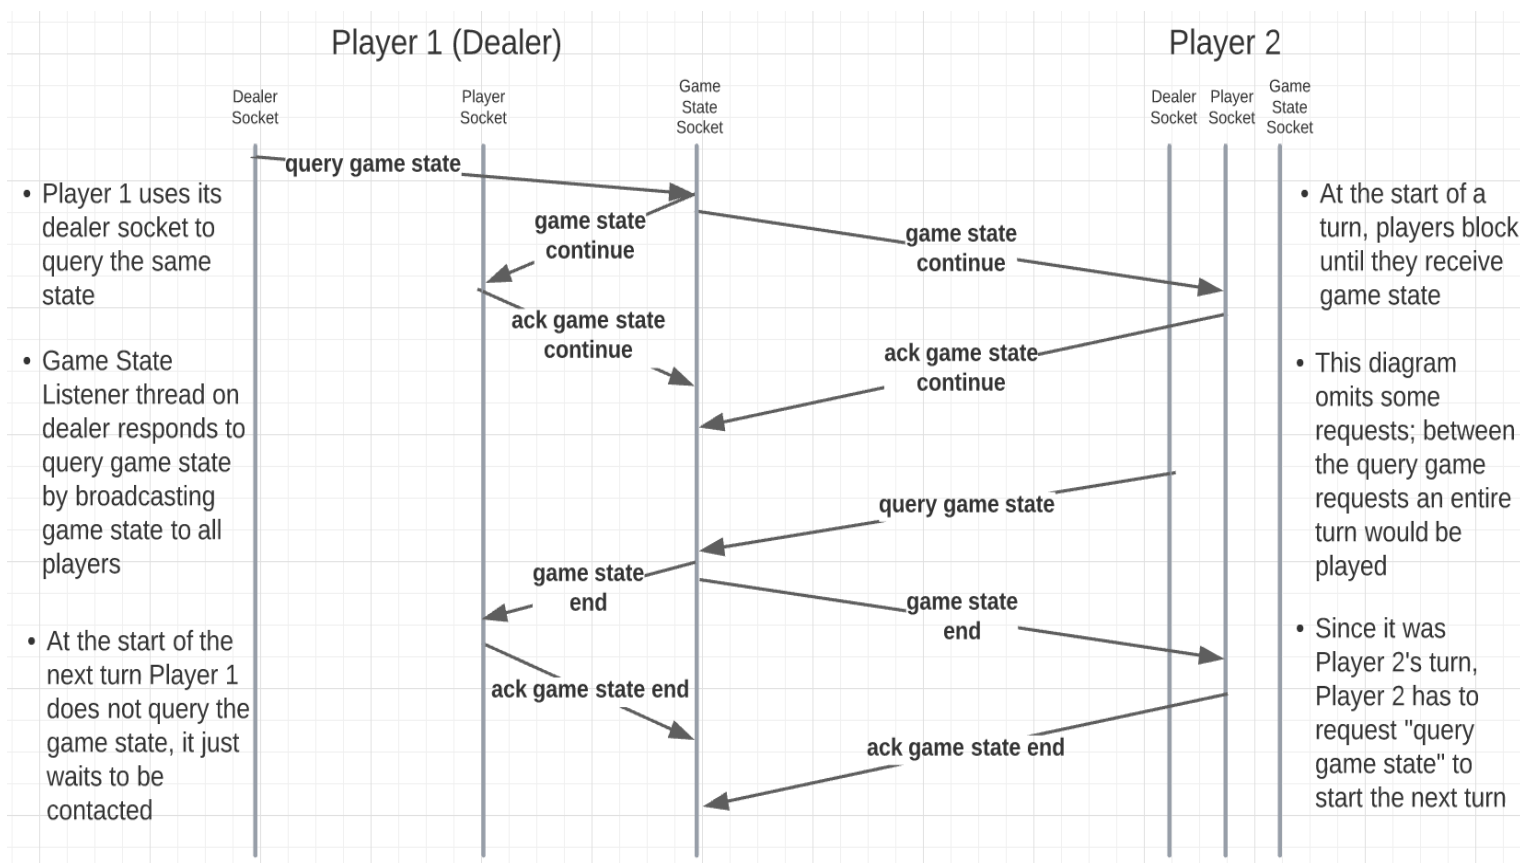 Player 1 (Dealer)
Player 2
Dealer
Socket
Player
Socket
Game
State
Socket
Dealer
Socket
Player
Socket
Game
State
Socket
• Player 1 uses its
dealer socket to
query the same
state
• Game State
Listener thread on
dealer responds to
query game state
by broadcasting
game state to all
players
• At the start of the
next turn Player 1
does not query the
game state, it just
waits to be
contacted
query game state
game state
continue
game state
continue
ack game state
continue
ack game state
continue
query game state
game state
end
game state
end
ack game state end
ack game state end
• At the start of a
turn, players block
until they receive
game state
• This diagram
omits some
requests; between
the query game
requests an entire
turn would be
played
• Since it was
Player 2's turn,
Player 2 has to
request "query
game state" to
start the next turn